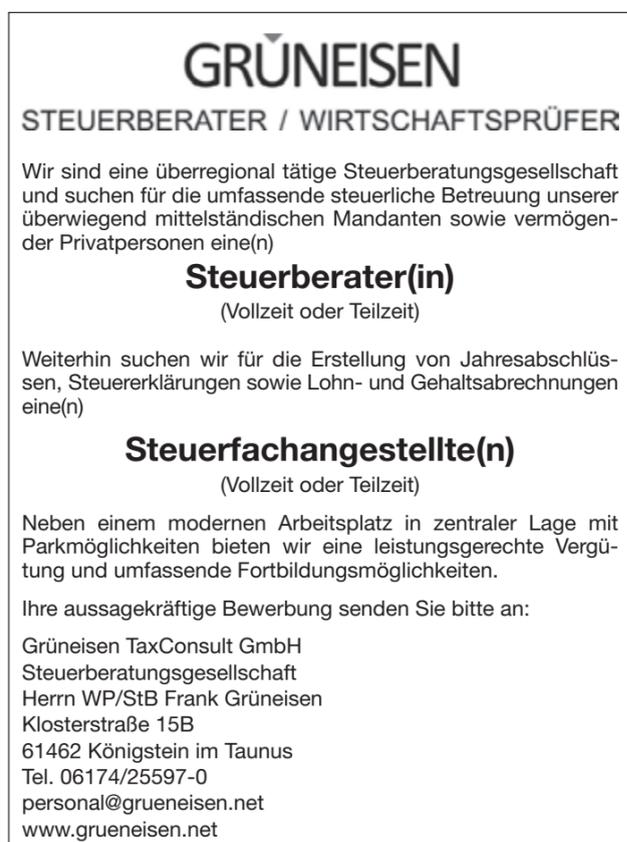 GRÜNEISEN
STEUERBERATER / WIRTSCHAFTSPRÜFER
Wir sind eine überregional tätige Steuerberatungsgesellschaft
und suchen für die umfassende steuerliche Betreuung unserer
überwiegend mittelständischen Mandanten sowie vermögen-
der Privatpersonen eine(n)
Steuerberater(in)
(Vollzeit oder Teilzeit)
Weiterhin suchen wir für die Erstellung von Jahresabschlüs-
sen, Steuererklärungen sowie Lohn- und Gehaltsabrechnungen
eine(n)
Steuerfachangestellte(n)
(Vollzeit oder Teilzeit)
Neben einem modernen Arbeitsplatz in zentraler Lage mit
Parkmöglichkeiten bieten wir eine leistungsgerechte Vergü-
tung und umfassende Fortbildungsmöglichkeiten.
Ihre aussagekräftige Bewerbung senden Sie bitte an:
Grüneisen TaxConsult GmbH
Steuerberatungsgesellschaft
Herrn WP/StB Frank Grüneisen
Klosterstraße 15B
61462 Königstein im Taunus
Tel. 06174/25597-0
personal@grueneisen.net
www.grueneisen.net